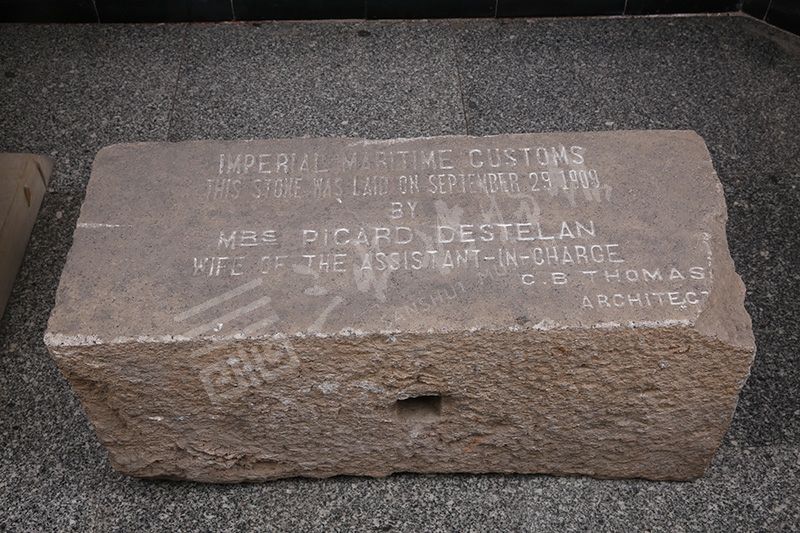 IMPERIAL MARITIME CUSTOMS
THIS STONE WAS LAID ON SEPTEMBER 29, 1909
BY
MRS PICARD DESTELAN
WIFE OF THE ASSISTANT-IN-CHARGE
C. B THOMAS
ARCHITECT